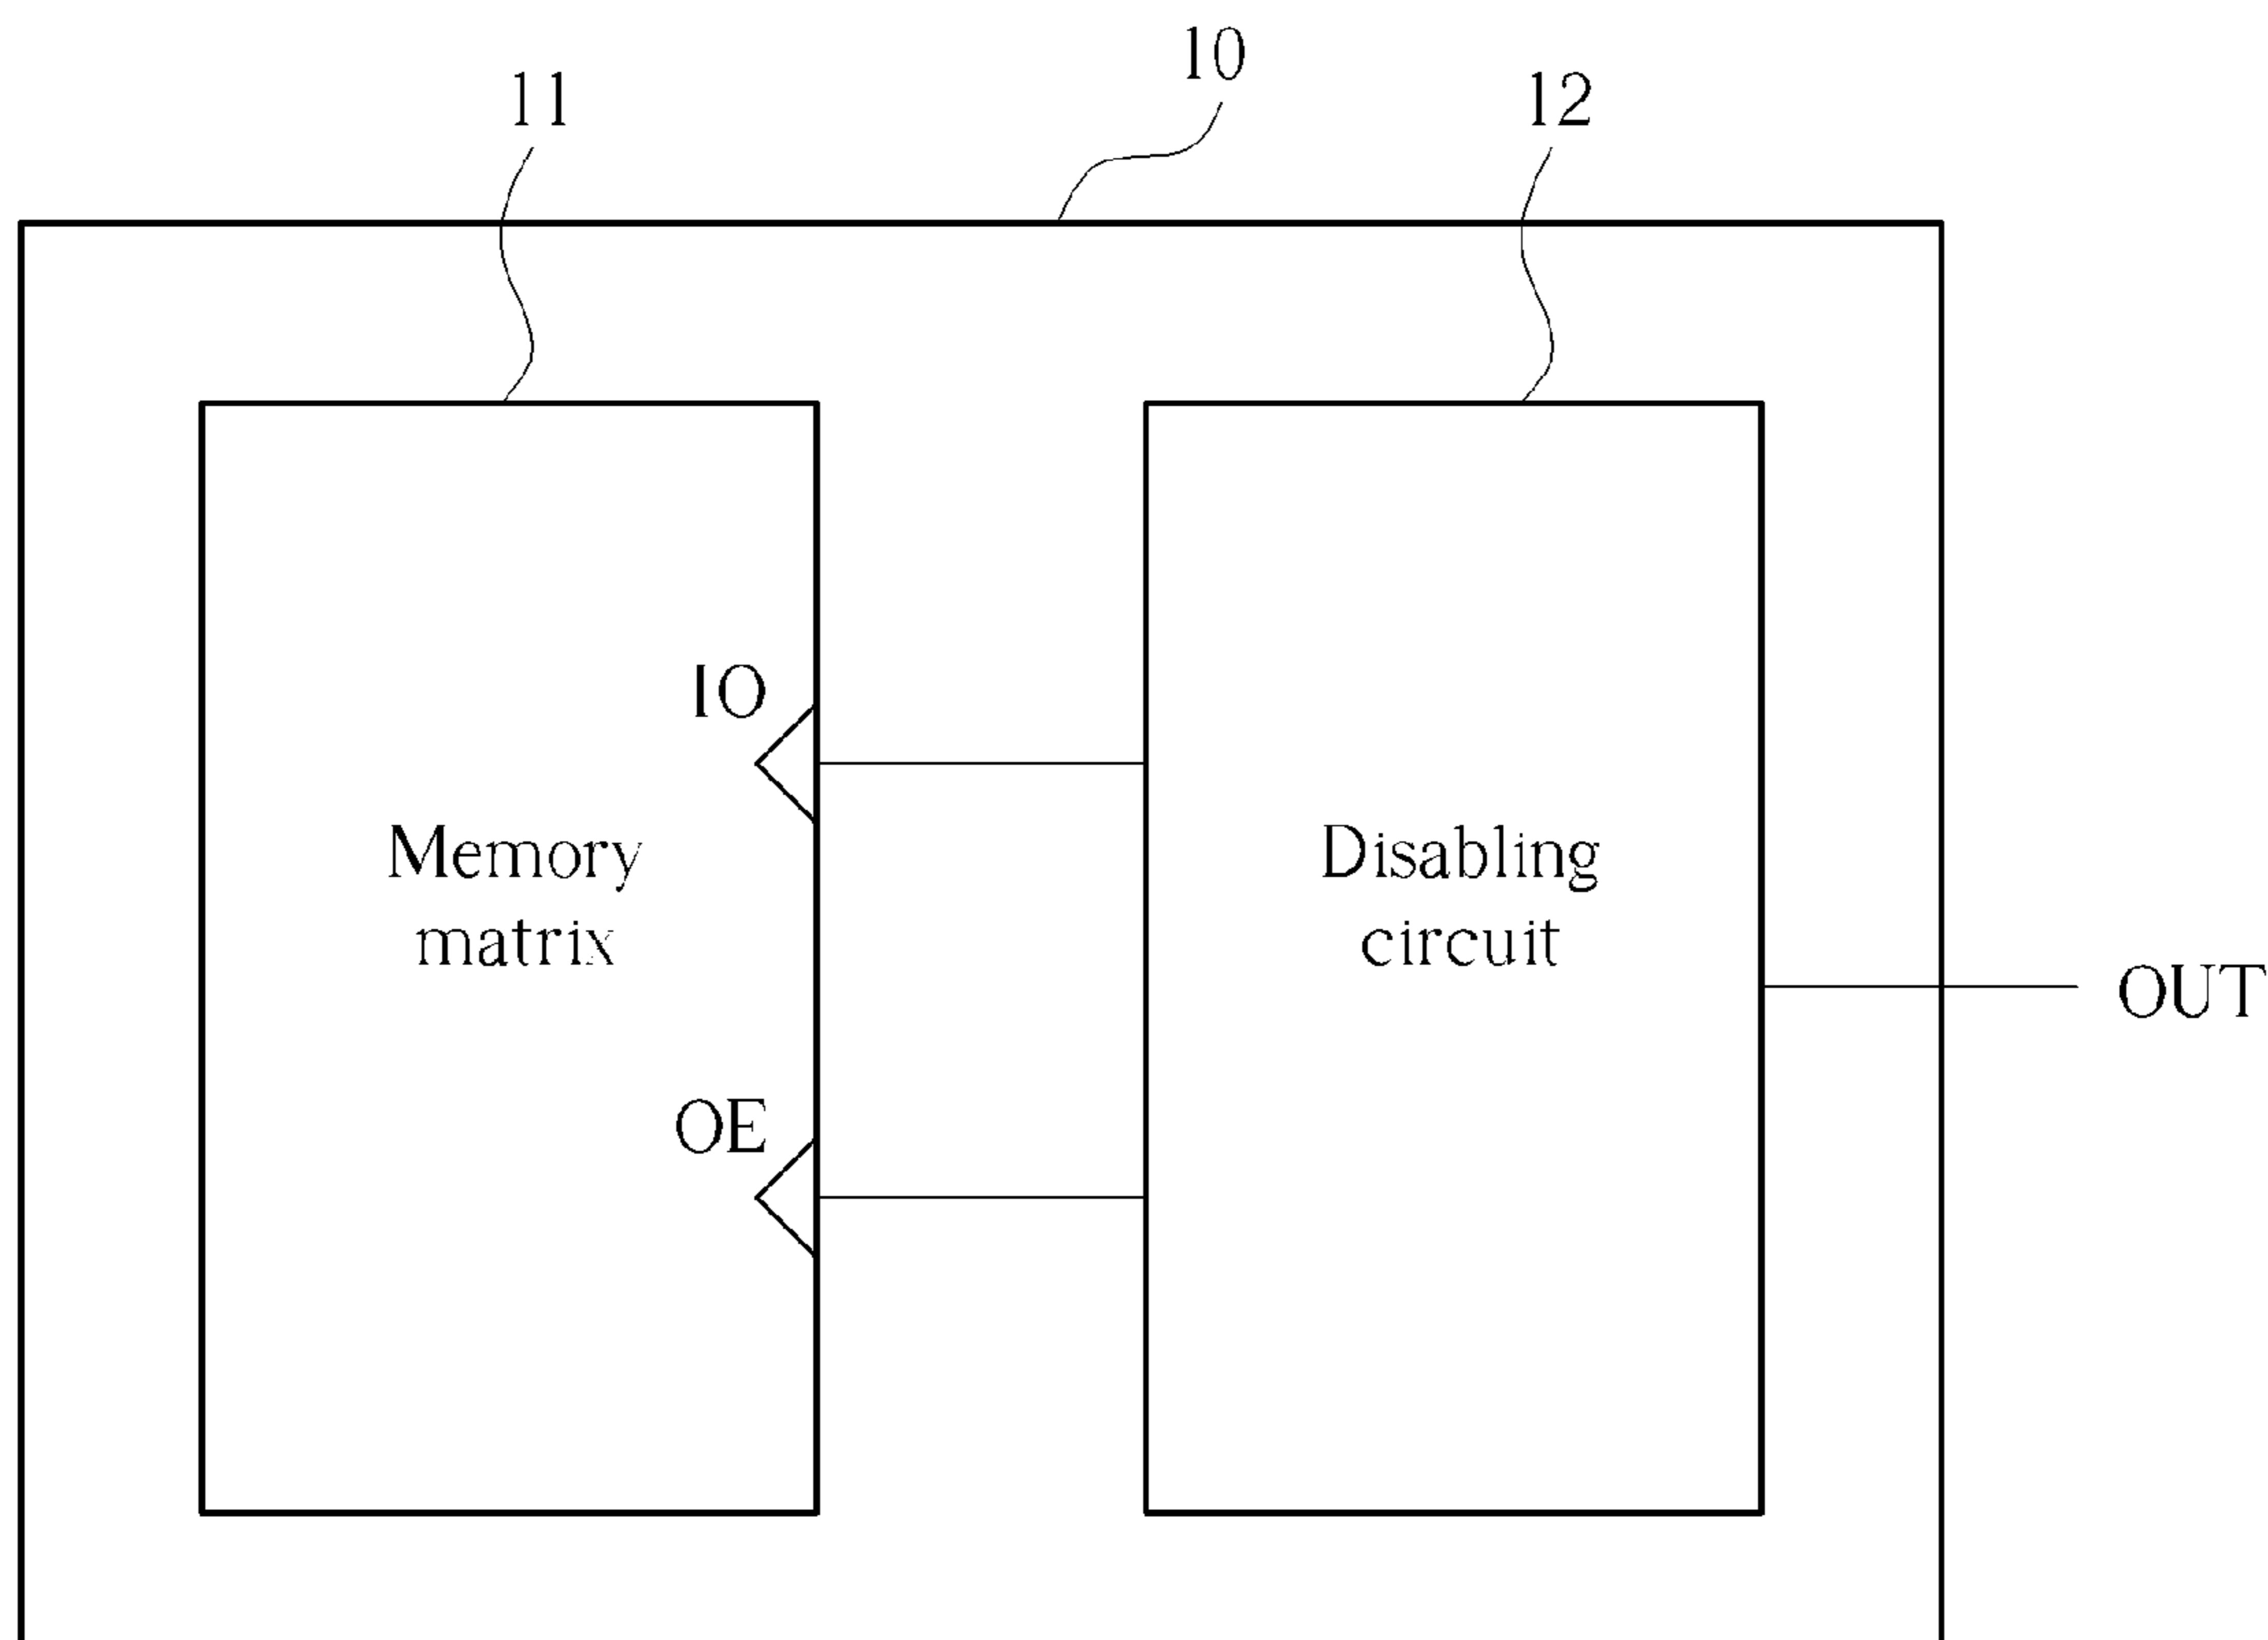 10
11
12
IO
Memory
matrix
Disabling
circuit
OUT
OE